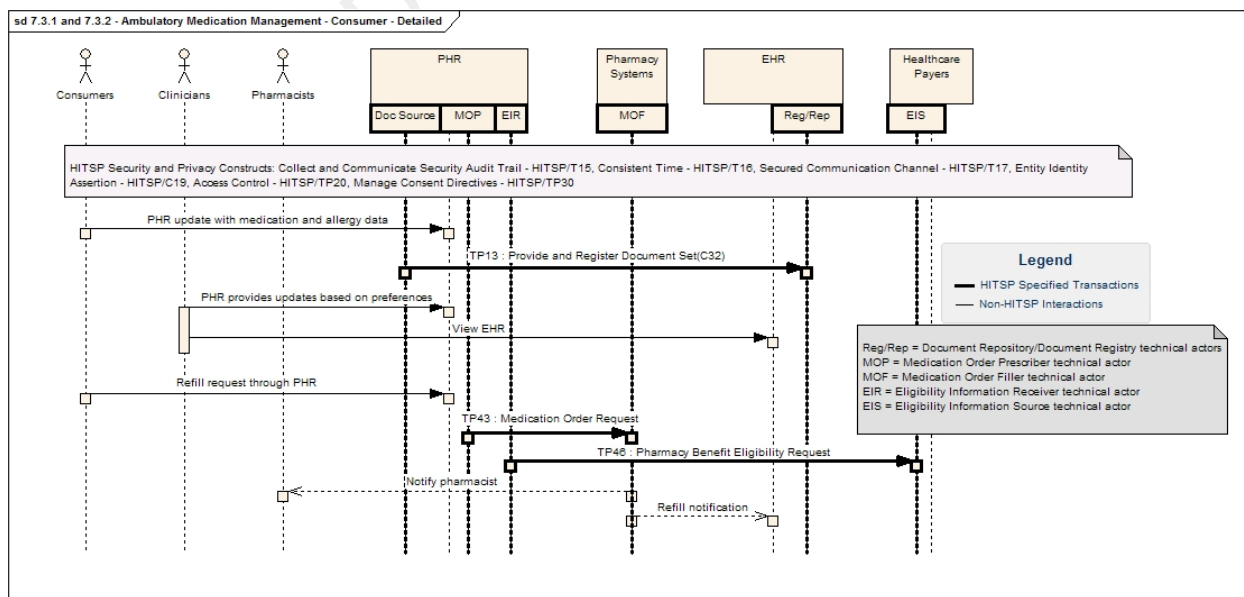 sd 7.3.1 and 7.3.2 - Ambulatory Medication Management - Consumer - Detailed
Consumers
Clinicians
Pharmacists
PHR
Pharmacy
Systems
EHR
Healthcare
Payers
Doc Source
MOP
EIR
MOF
Reg/Rep
EIS
HITSP Security and Privacy Constructs: Collect and Communicate Security Audit Trail - HITSP/T15, Consistent Time - HITSP/T16, Secured Communication Channel - HITSP/T17, Entity Identity
Assertion - HITSP/C19, Access Control - HITSP/TP20, Manage Consent Directives - HITSP/TP30
PHR update with medication and allergy data
TP13 : Provide and Register Document Set(C32)
Legend
HITSP Specified Transactions
Non-HITSP Interactions
PHR provides updates based on preferences
View EHR
Reg/Rep = Document Repository/Document Registry technical actors
MOP = Medication Order Prescriber technical actor
MOF = Medication Order Filler technical actor
EIR = Eligibility Information Receiver technical actor
EIS = Eligibility Information Source technical actor
Refill request through PHR
TP43 : Medication Order Request
TP46 : Pharmacy Benefit Eligibility Request
Notify pharmacist
Refill notification